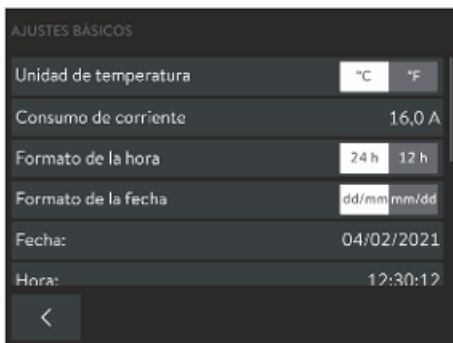 AJUSTES BÁSICOS
Unidad de temperatura °C °F
Consumo de corriente 16,0 A
Formato de la hora 24 h 12 h
Formato de la fecha dd/mm mm/dd
Fecha: 04/02/2021
Hora: 12:30:12